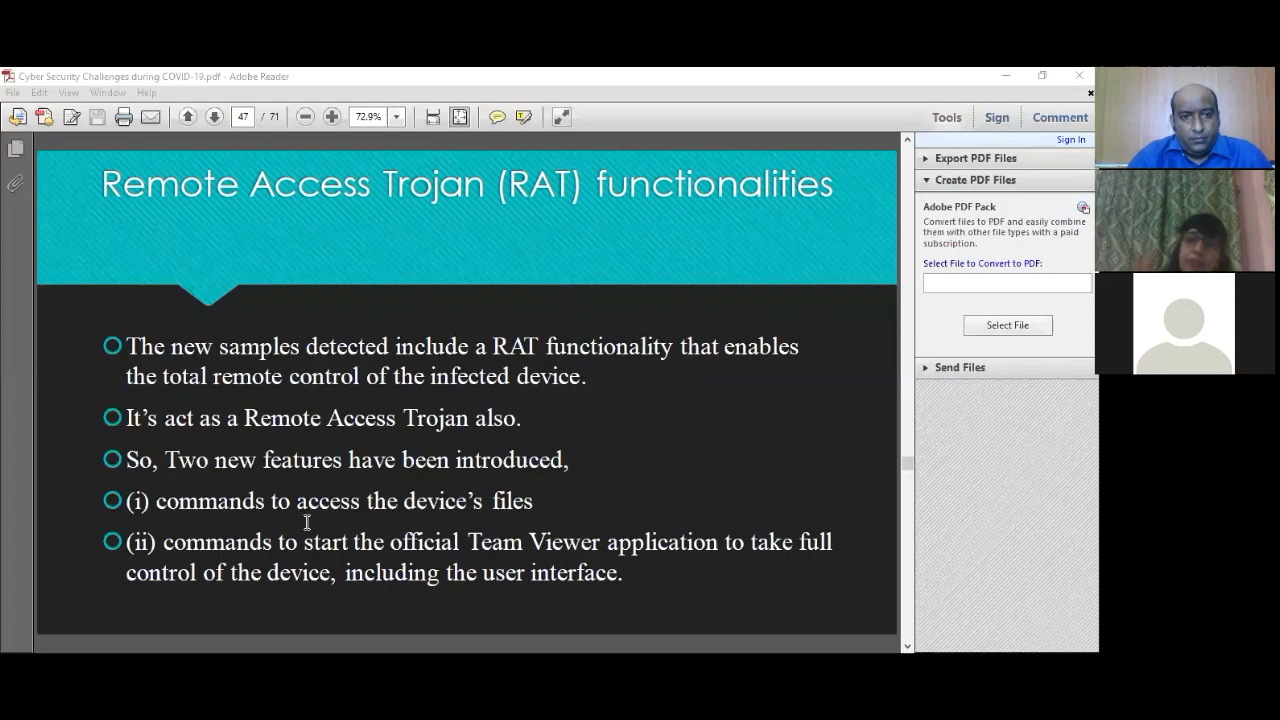 Cyber Security Challenges during COVID-19.pdf - Adobe Reader
File Edit View Window Help
47 / 71 72.9% Tools Sign Comment
Sign In
Export PDF Files
Create PDF Files
Adobe PDF Pack
Convert files to PDF and easily combine
them with other file types with a paid
subscription.
Select File to Convert to PDF:
Select File
Send Files
Remote Access Trojan (RAT) functionalities
The new samples detected include a RAT functionality that enables
the total remote control of the infected device.
It’s act as a Remote Access Trojan also.
So, Two new features have been introduced,
(i) commands to access the device’s files
(ii) commands to start the official Team Viewer application to take full
control of the device, including the user interface.